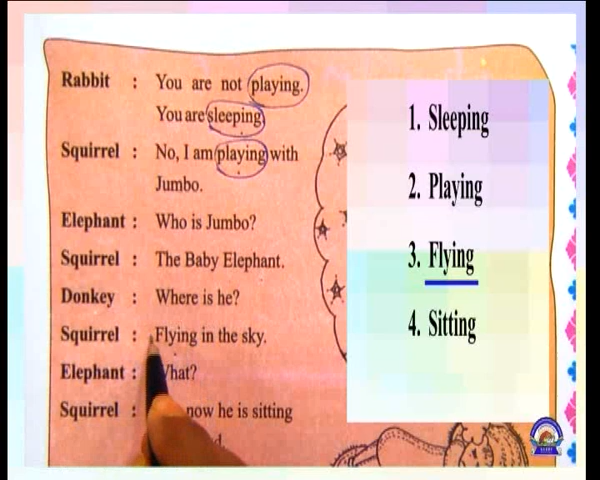 Rabbit : You are not playing.
You are sleeping.
Squirrel : No, I am playing with
Jumbo.
Elephant : Who is Jumbo?
Squirrel : The Baby Elephant.
Donkey : Where is he?
Squirrel : Flying in the sky.
Elephant : What?
Squirrel : now he is sitting
1. Sleeping
2. Playing
3. Flying
4. Sitting